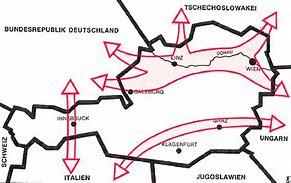 TSCHECHOSLOWAKEI
BUNDESREPUBLIK DEUTSCHLAND
DONAU
LINZ
WIEN
SALZBURG
INNSBRUCK
GRAZ
UNGARN
SCHWEIZ
KLAGENFURT
ITALIEN
JUGOSLAWIEN